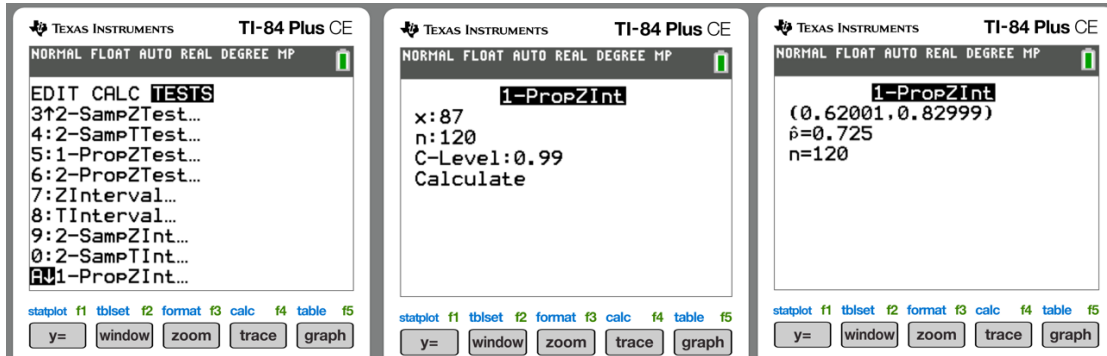 TEXAS INSTRUMENTS TI-84 Plus CE
NORMAL FLOAT AUTO REAL DEGREE MP
EDIT CALC TESTS
3↑2-SampZTest…
4:2-SampTTest…
5:1-PropZTest…
6:2-PropZTest…
7:ZInterval…
8:TInterval…
9:2-SampZInt…
0:2-SampTInt…
A↓1-PropZInt…
statplot f1 tblset f2 format f3 calc f4 table f5
y= window zoom trace graph
TEXAS INSTRUMENTS TI-84 Plus CE
NORMAL FLOAT AUTO REAL DEGREE MP
1-PropZInt
x:87
n:120
C-Level:0.99
Calculate
statplot f1 tblset f2 format f3 calc f4 table f5
y= window zoom trace graph
TEXAS INSTRUMENTS TI-84 Plus CE
NORMAL FLOAT AUTO REAL DEGREE MP
1-PropZInt
(0.62001,0.82999)
p̂=0.725
n=120
statplot f1 tblset f2 format f3 calc f4 table f5
y= window zoom trace graph